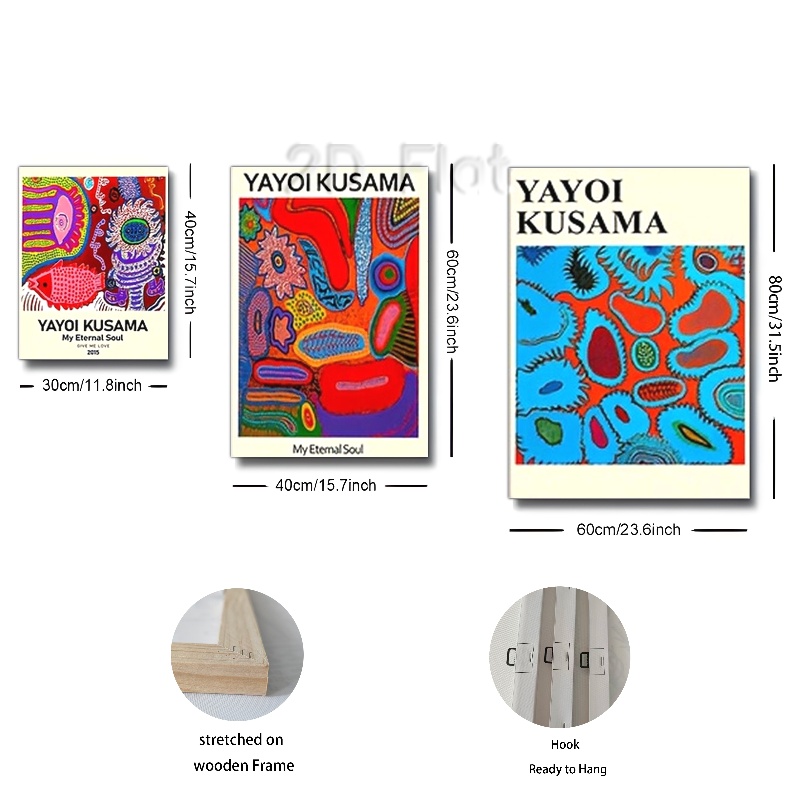 2D Flat
YAYOI KUSAMA
My Eternal Soul
GIVE ME LOVE
2015
40cm/15.7inch
30cm/11.8inch
YAYOI KUSAMA
My Eternal Soul
60cm/23.6inch
40cm/15.7inch
YAYOI
KUSAMA
80cm/31.5inch
60cm/23.6inch
stretched on
wooden Frame
Hook
Ready to Hang